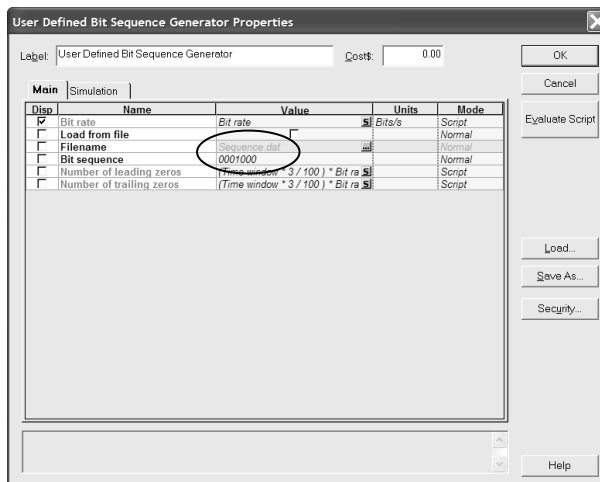 User Defined Bit Sequence Generator Properties
Label: User Defined Bit Sequence Generator Cost$: 0.00 OK
Cancel
Main Simulation
Disp Name Value Units Mode
Evaluate Script
Bit rate Bit rate S Bits/s Script
Load from file Normal
Filename Sequence.dat ... Normal
Bit sequence 0001000 Normal
Number of leading zeros (Time window * 3 / 100 ) * Bit ra S Script
Number of trailing zeros (Time window * 3 / 100 ) * Bit ra S Script
Load...
Save As...
Security...
Help